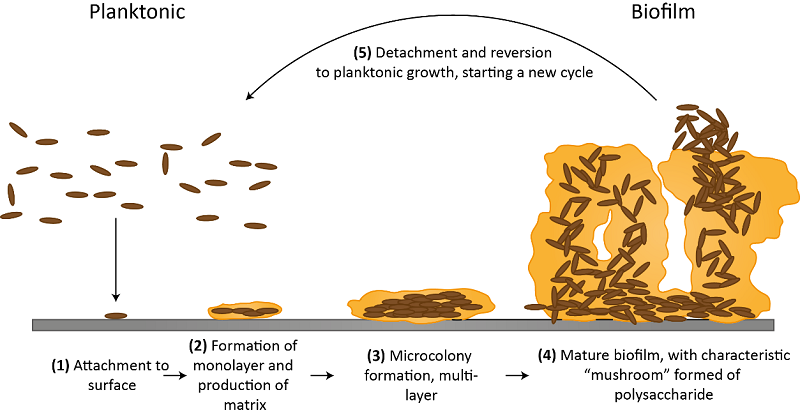 Planktonic
Biofilm
(5) Detachment and reversion
to planktonic growth, starting a new cycle
(1) Attachment to
surface
(2) Formation of
monolayer and
production of
matrix
(3) Microcolony
formation, multi-
layer
(4) Mature biofilm, with characteristic
“mushroom” formed of
polysaccharide